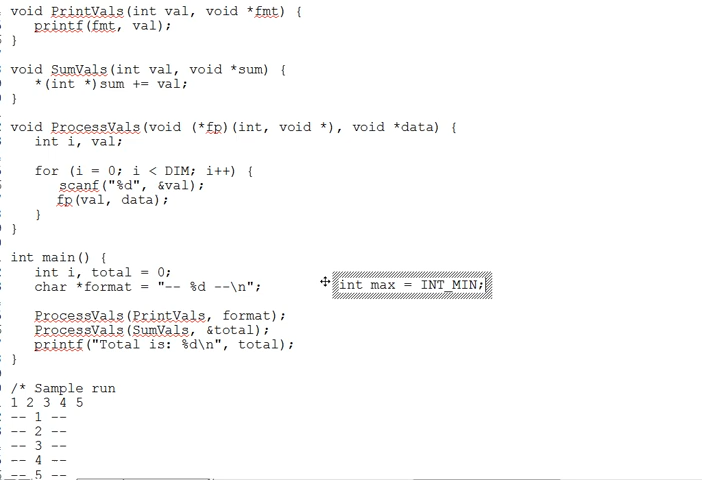 void PrintVals(int val, void *fmt) {
printf(fmt, val);
}
void SumVals(int val, void *sum) {
*(int *)sum += val;
}
void ProcessVals(void (*fp)(int, void *), void *data) {
int i, val;
for (i = 0; i < DIM; i++) {
scanf("%d", &val);
fp(val, data);
}
}
int main() {
int i, total = 0;
char *format = "-- %d --\n";
int max = INT_MIN;
ProcessVals(PrintVals, format);
ProcessVals(SumVals, &total);
printf("Total is: %d\n", total);
}
/* Sample run
1 2 3 4 5
-- 1 --
-- 2 --
-- 3 --
-- 4 --
-- 5 --